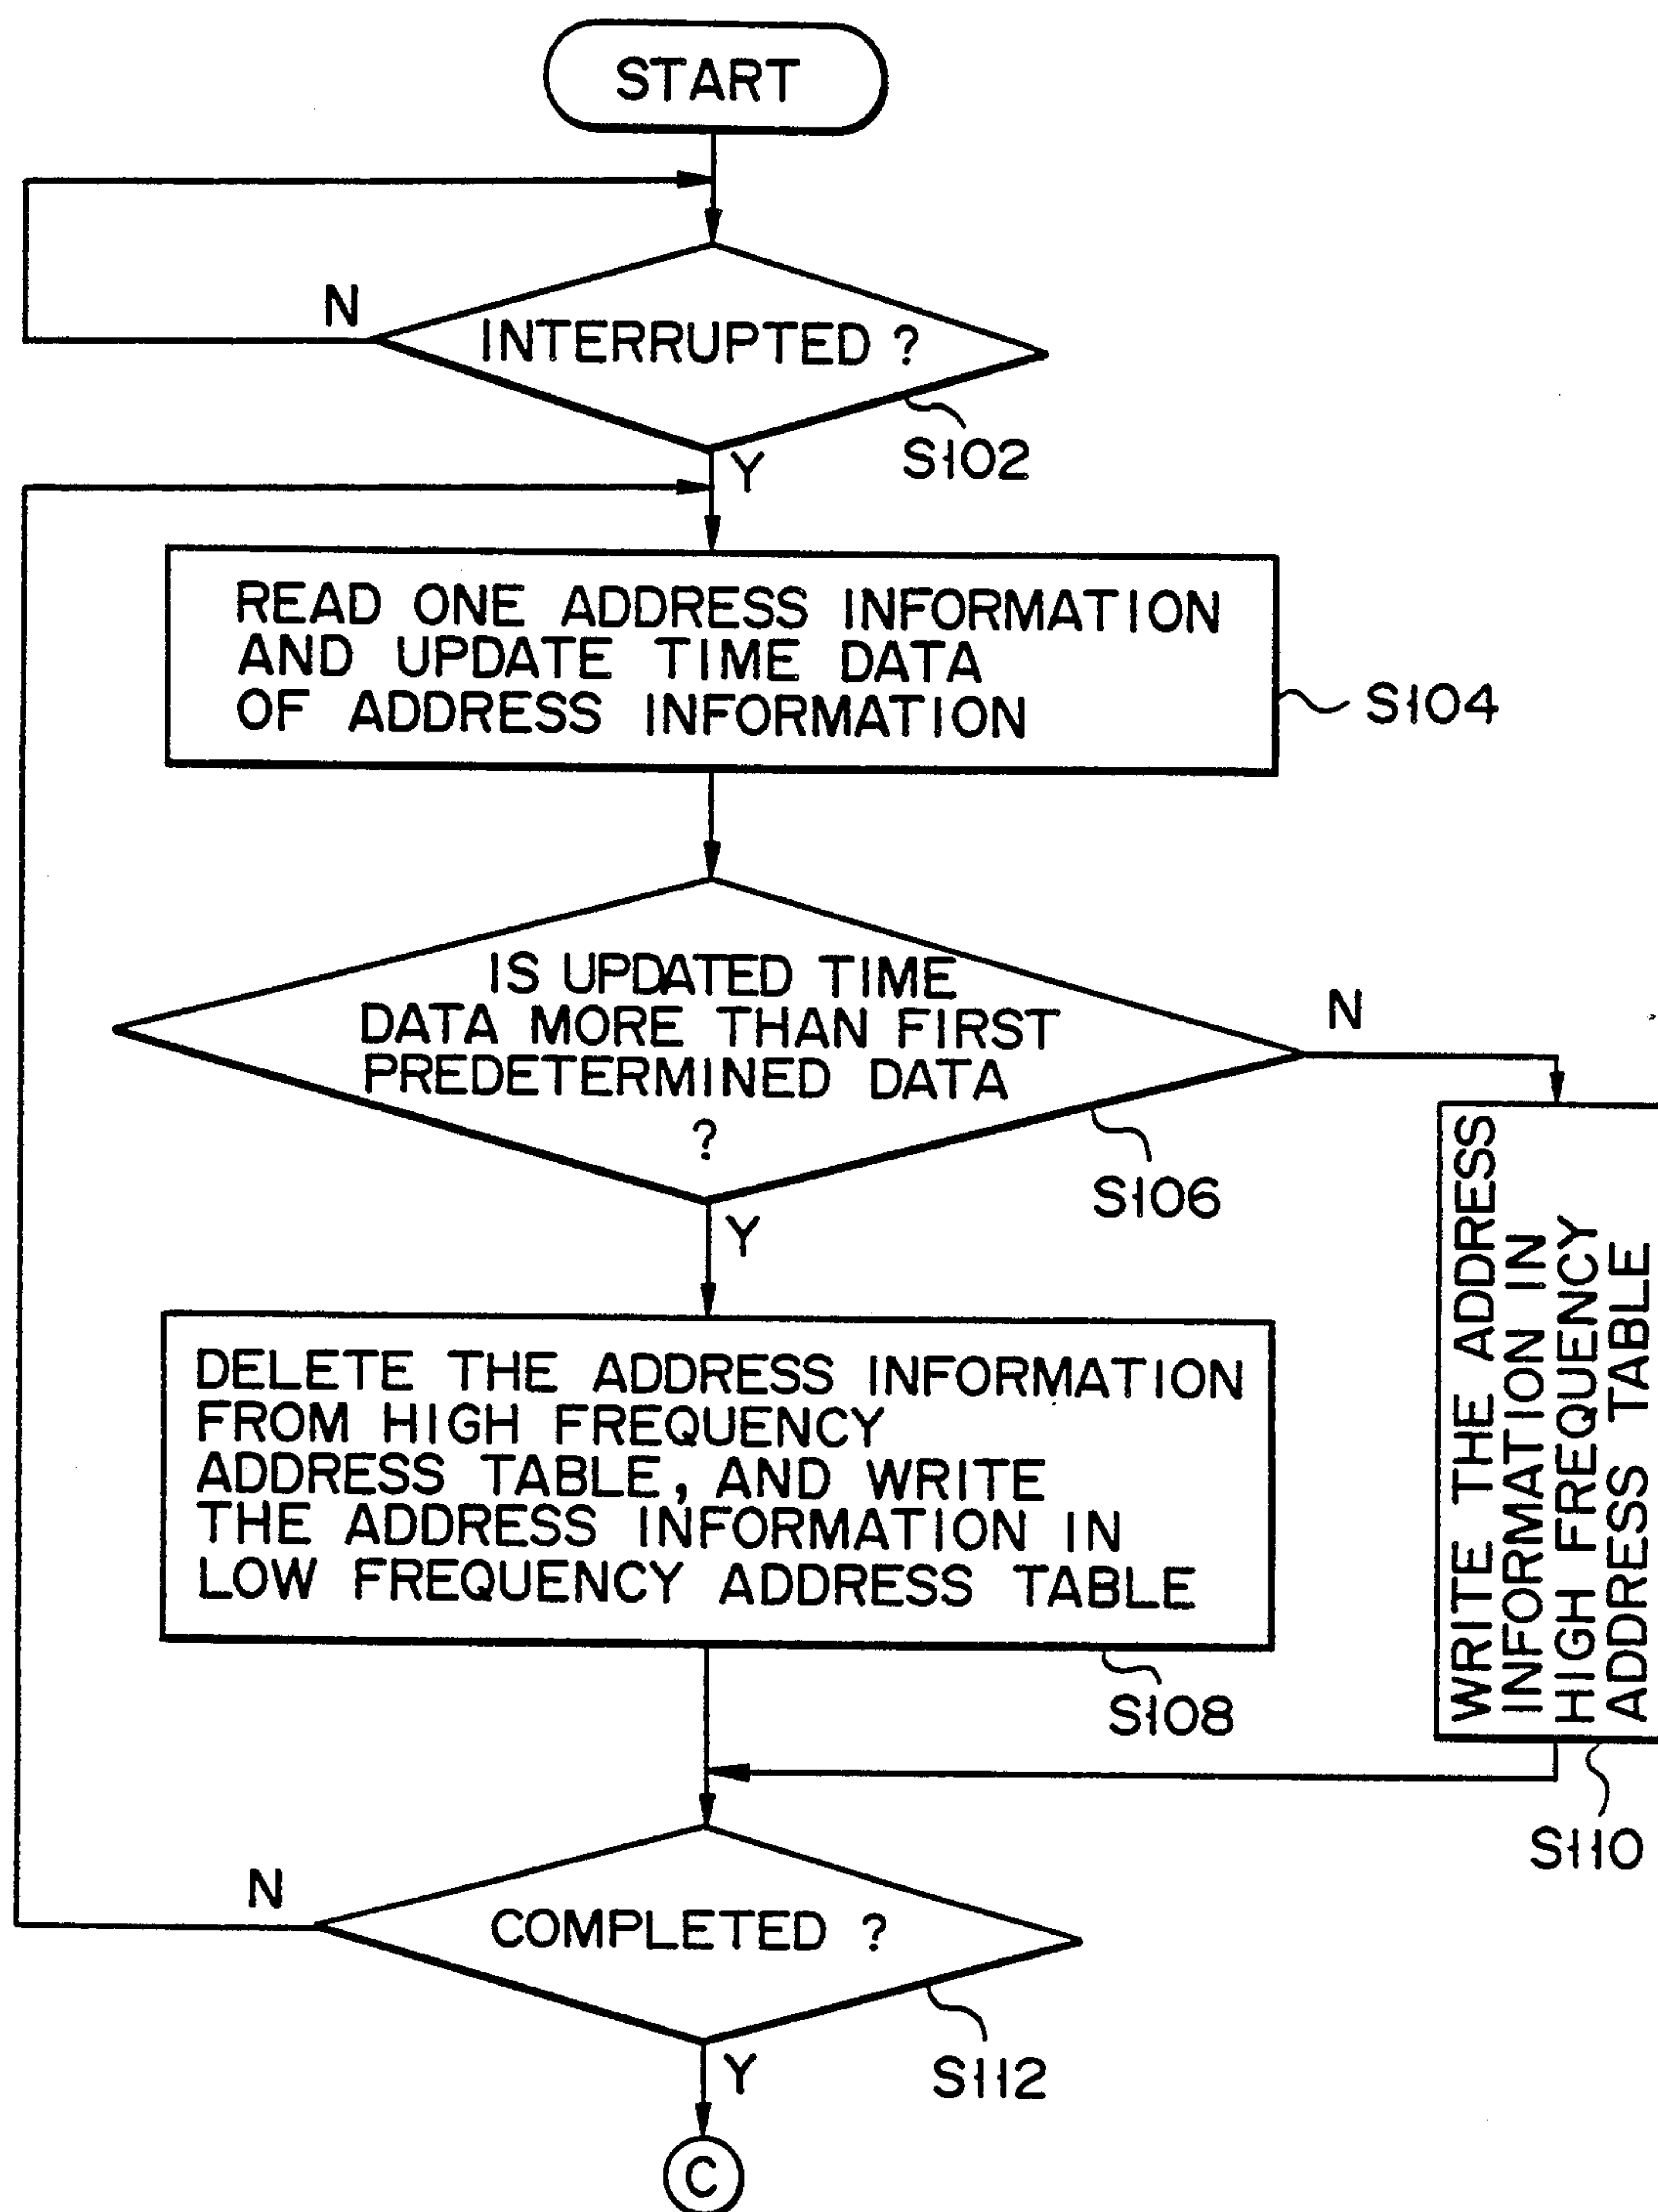 START
N
INTERRUPTED ?
S102
Y
READ ONE ADDRESS INFORMATION
AND UPDATE TIME DATA
OF ADDRESS INFORMATION
S104
IS UPDATED TIME
DATA MORE THAN FIRST
PREDETERMINED DATA
?
N
S106
Y
WRITE THE ADDRESS
INFORMATION IN
HIGH FREQUENCY
ADDRESS TABLE
DELETE THE ADDRESS INFORMATION
FROM HIGH FREQUENCY
ADDRESS TABLE, AND WRITE
THE ADDRESS INFORMATION IN
LOW FREQUENCY ADDRESS TABLE
S108
S110
N
COMPLETED ?
S112
Y
C